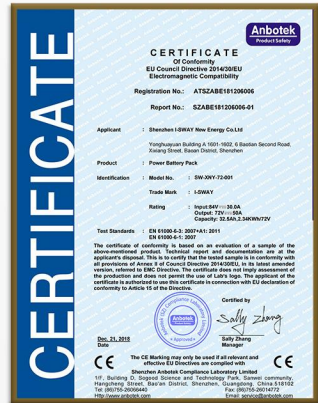 CERTIFICATE
Anbotek
Product Safety
CERTIFICATE
Of Conformity
EU Council Directive 2014/30/EU
Electromagnetic Compatibility
Registration No.: ATSZABE181206006
Report No.: SZABE181206006-01
Applicant : Shenzhen I-SWAY New Energy Co.Ltd
Yonghuayuan Building A 1601-1602, 6 Baotian Second Road,
Xixiang Street, Baoan District, Shenzhen
Product : Power Battery Pack
Identification : Model No. : SW-XNY-72-001
Trade Mark : I-SWAY
Rating : Input:84V⎓36.0A
Output: 72V⎓50A
Capacity: 32.5Ah,2.34KWh/72V
Test Standards : EN 61000-6-3: 2007+A1: 2011
EN 61000-6-1: 2007
The certificate of conformity is based on an evaluation of a sample of the
above-mentioned product. Technical report and documentation are at the
applicant's disposal. This is to certify that the tested sample is in conformity with
all provisions of Annex II of Council Directive 2014/30/EU, in its latest amended
version, referred to EMC Directive. The certificate does not imply assessment of
the production and does not permit the use of Lab's logo. The applicant of the
certificate is authorized to use this certificate in connection with EU declaration of
conformity to Article 15 of the Directive.
Certified by
Anbotek
Approved
Sally Zhang
Dec. 21, 2018
Date
Sally Zhang
Manager
CE
The CE Marking may only be used if all relevant and
effective EU Directives are complied with
CE
Shenzhen Anbotek Compliance Laboratory Limited
1/F, Building D, Sogood Science and Technology Park, Sanwei community,
Hangcheng Street, Bao'an District, Shenzhen, Guangdong, China.518102
Tel: (86)755-26066440 Fax: (86)755-26014772
Http://www.anbotek.com Email: service@anbotek.com